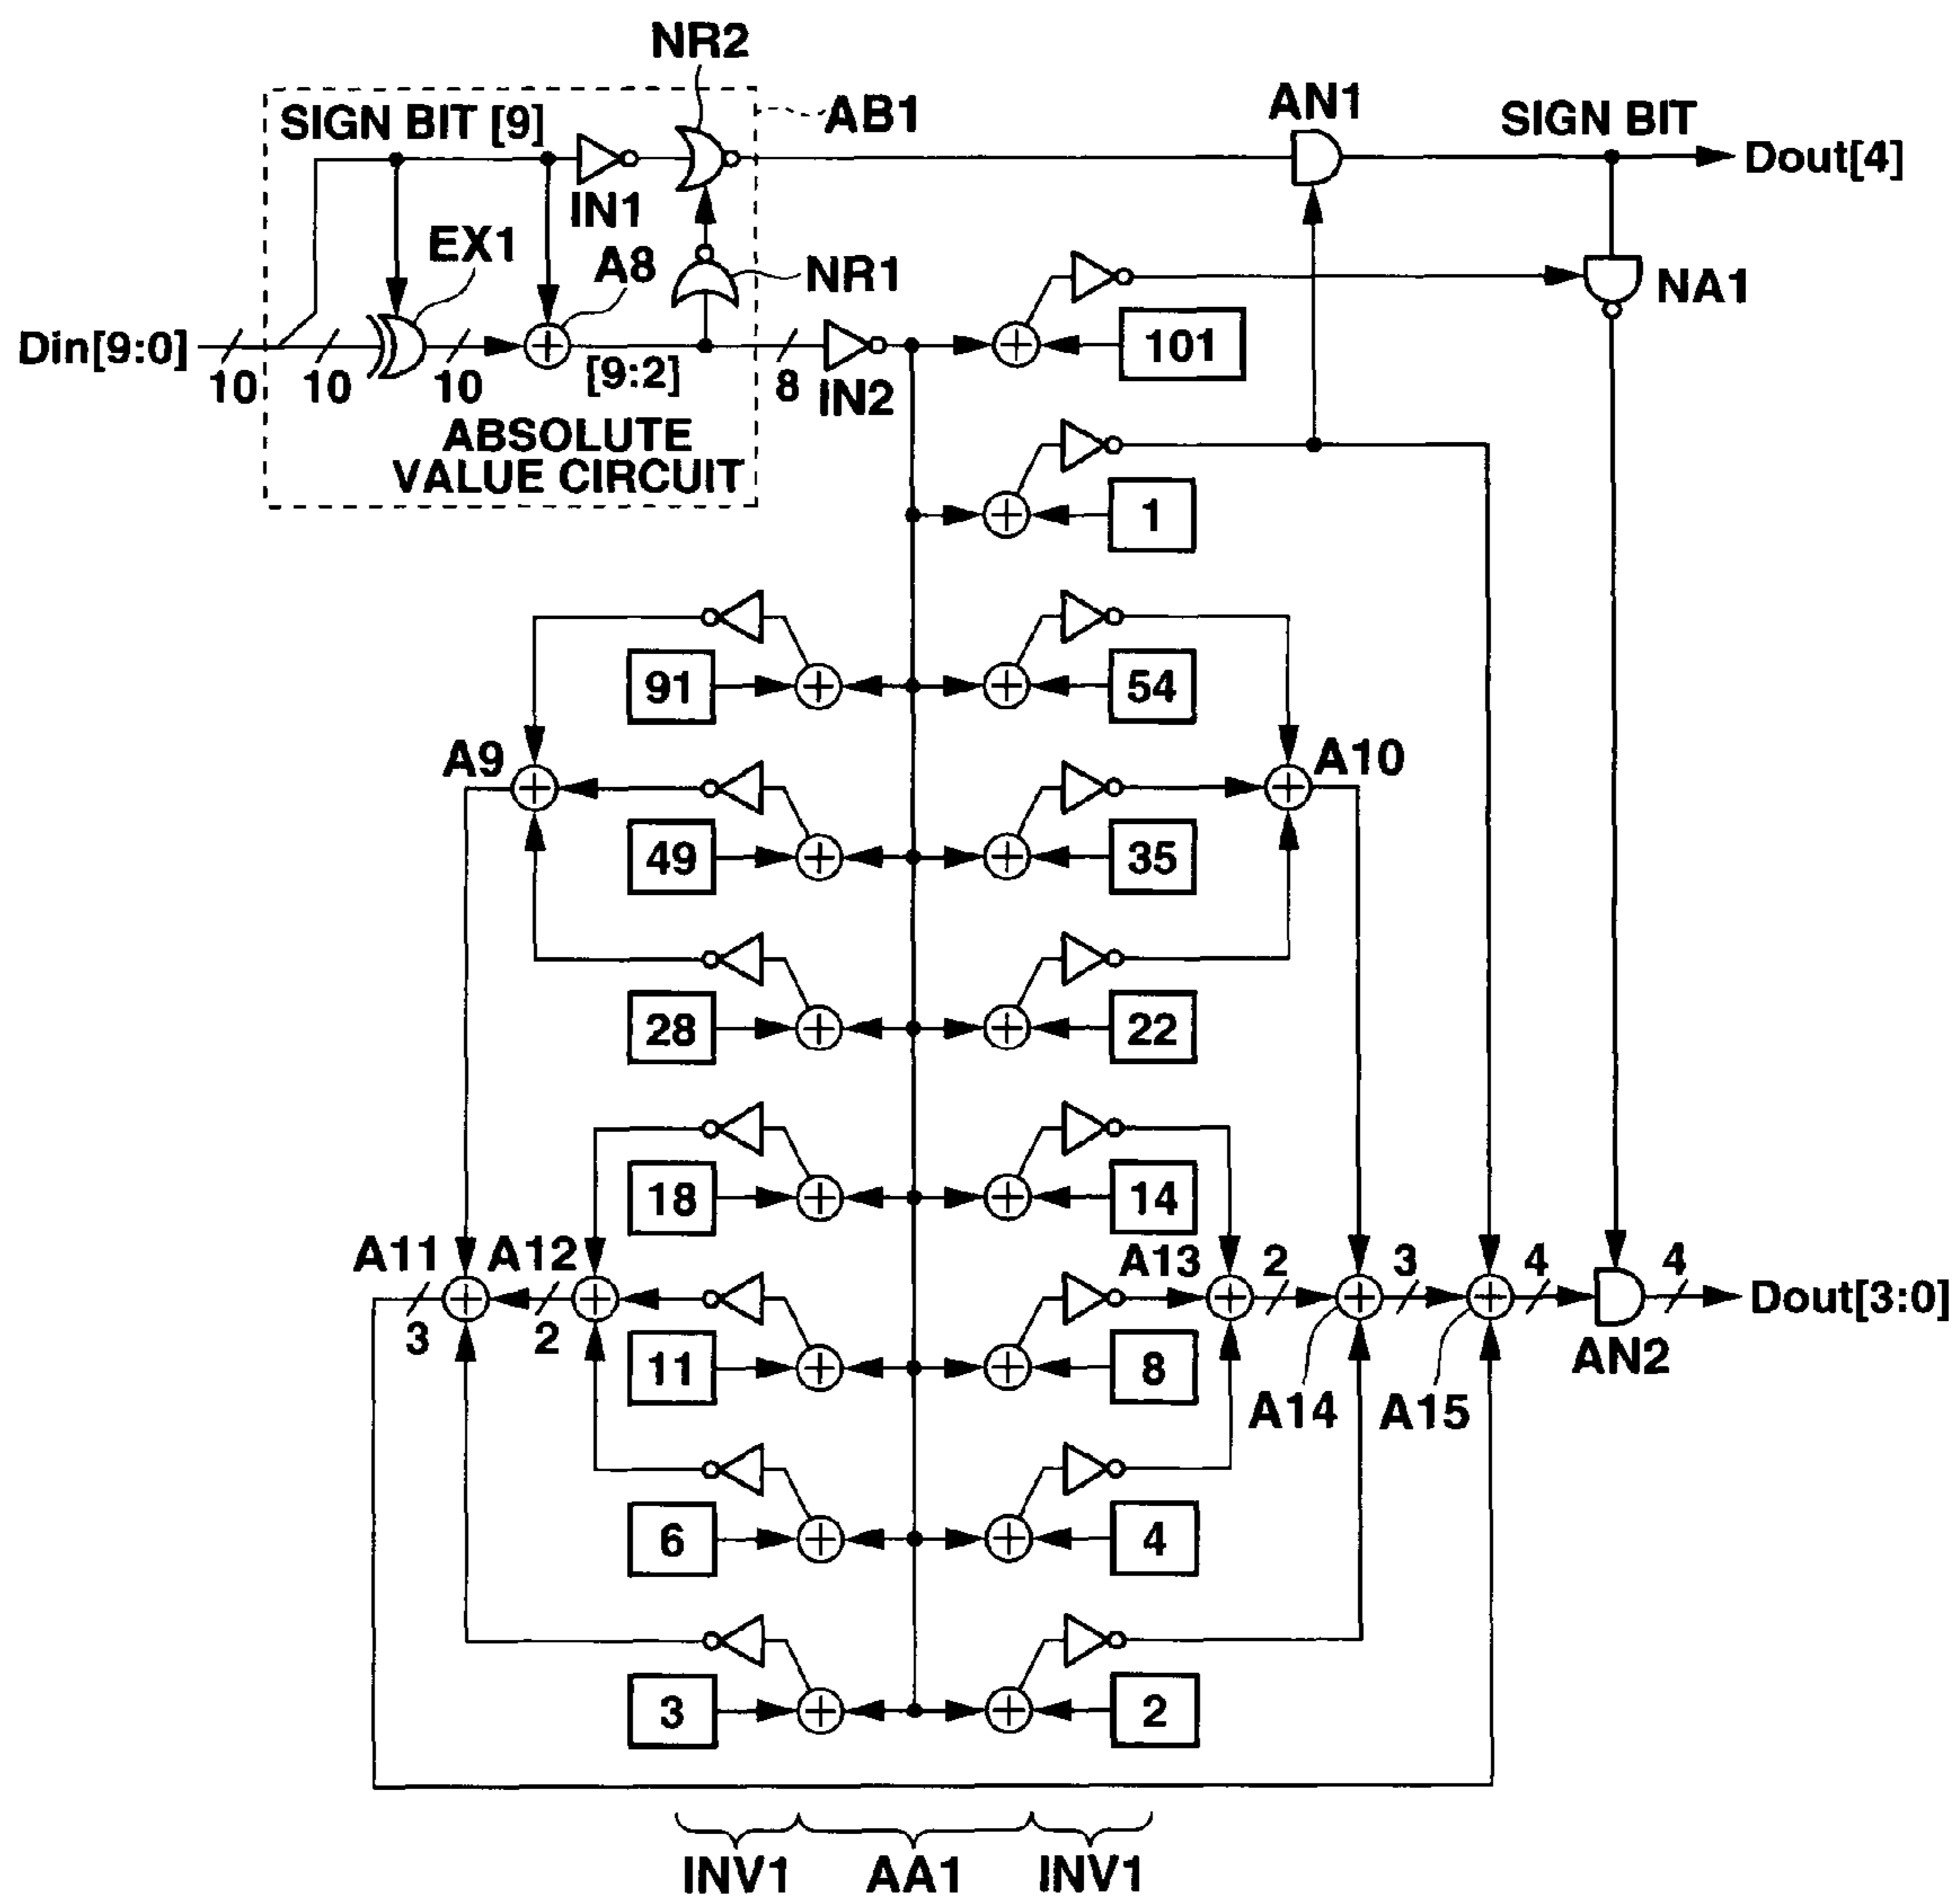 NR2
SIGN BIT [9]
AB1
AN1
SIGN BIT
Dout[4]
IN1
EX1
A8
NR1
NA1
Din[9:0]
10
10
10
[9:2]
8
IN2
101
ABSOLUTE
VALUE CIRCUIT
1
91
54
A9
A10
49
35
28
22
18
14
A11
A12
A13
2
3
4
4
Dout[3:0]
3
2
11
8
AN2
A14
A15
6
4
3
2
INV1
AA1
INV1